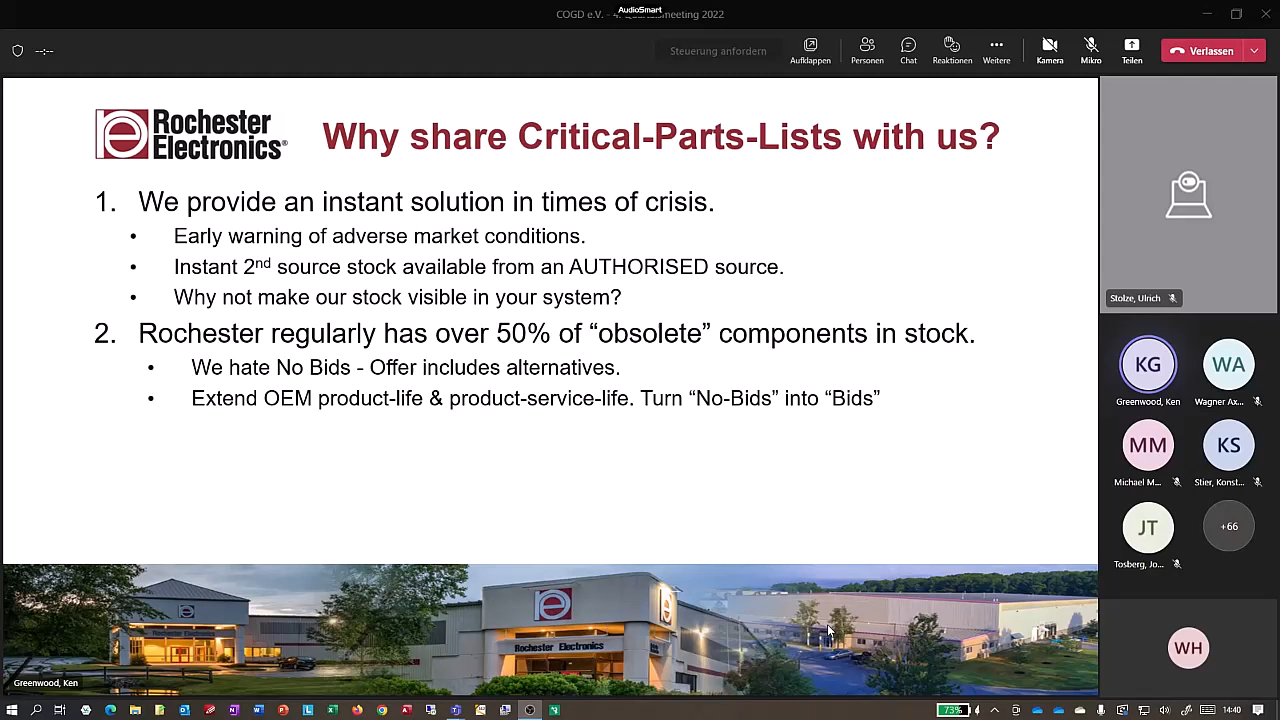 AudioSmart
COGD e.V. - 4. Quartalsmeeting 2022
--:--
Steuerung anfordern
Aufklappen
Personen
Chat
Reaktionen
Weitere
Kamera
Mikro
Teilen
Verlassen
Rochester
Electronics®
Why share Critical-Parts-Lists with us?
1. We provide an instant solution in times of crisis.
• Early warning of adverse market conditions.
• Instant 2nd source stock available from an AUTHORISED source.
• Why not make our stock visible in your system?
2. Rochester regularly has over 50% of “obsolete” components in stock.
• We hate No Bids - Offer includes alternatives.
• Extend OEM product-life & product-service-life. Turn “No-Bids” into “Bids”
Stolze, Ulrich
KG
Greenwood, Ken
WA
Wagner Ax...
MM
Michael M...
KS
Stier, Konst...
JT
Tosberg, Jo...
+66
WH
Rochester Electronics
Rochester Electronics
Greenwood, Ken
73%
14:40